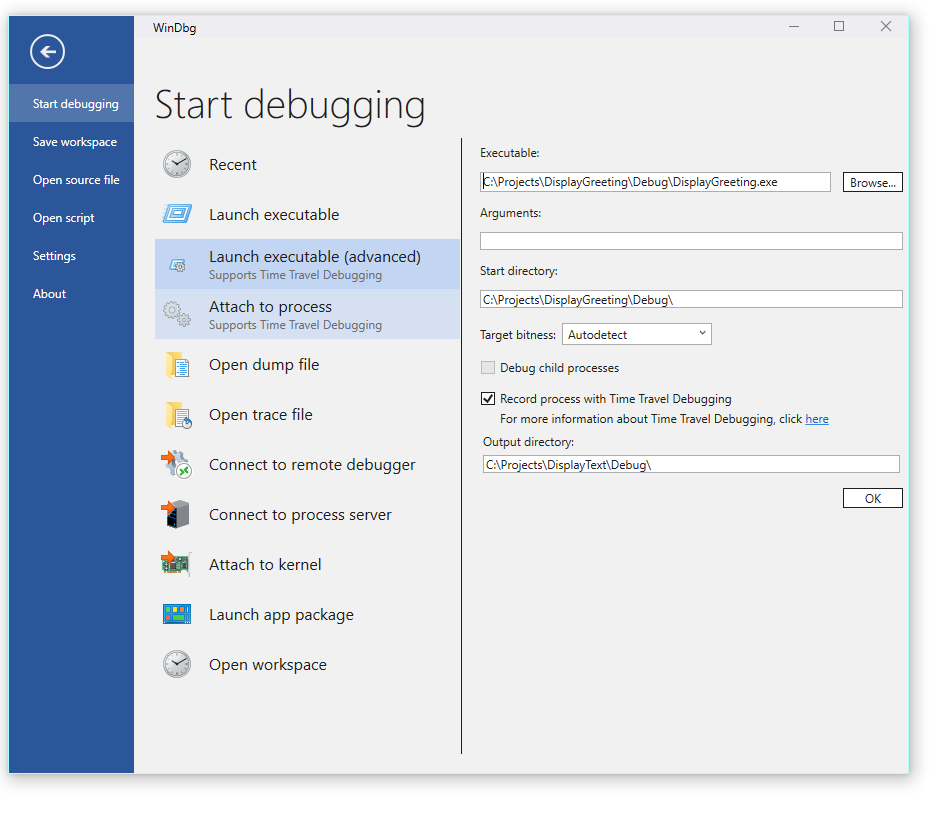 WinDbg
Start debugging
Save workspace
Open source file
Open script
Settings
About
Start debugging
Recent
Launch executable
Launch executable (advanced)
Supports Time Travel Debugging
Attach to process
Supports Time Travel Debugging
Open dump file
Open trace file
Connect to remote debugger
Connect to process server
Attach to kernel
Launch app package
Open workspace
Executable:
C:\Projects\DisplayGreeting\Debug\DisplayGreeting.exe
Browse...
Arguments:
Start directory:
C:\Projects\DisplayGreeting\Debug\
Target bitness: Autodetect
Debug child processes
Record process with Time Travel Debugging
For more information about Time Travel Debugging, click here
Output directory:
C:\Projects\DisplayText\Debug\
OK